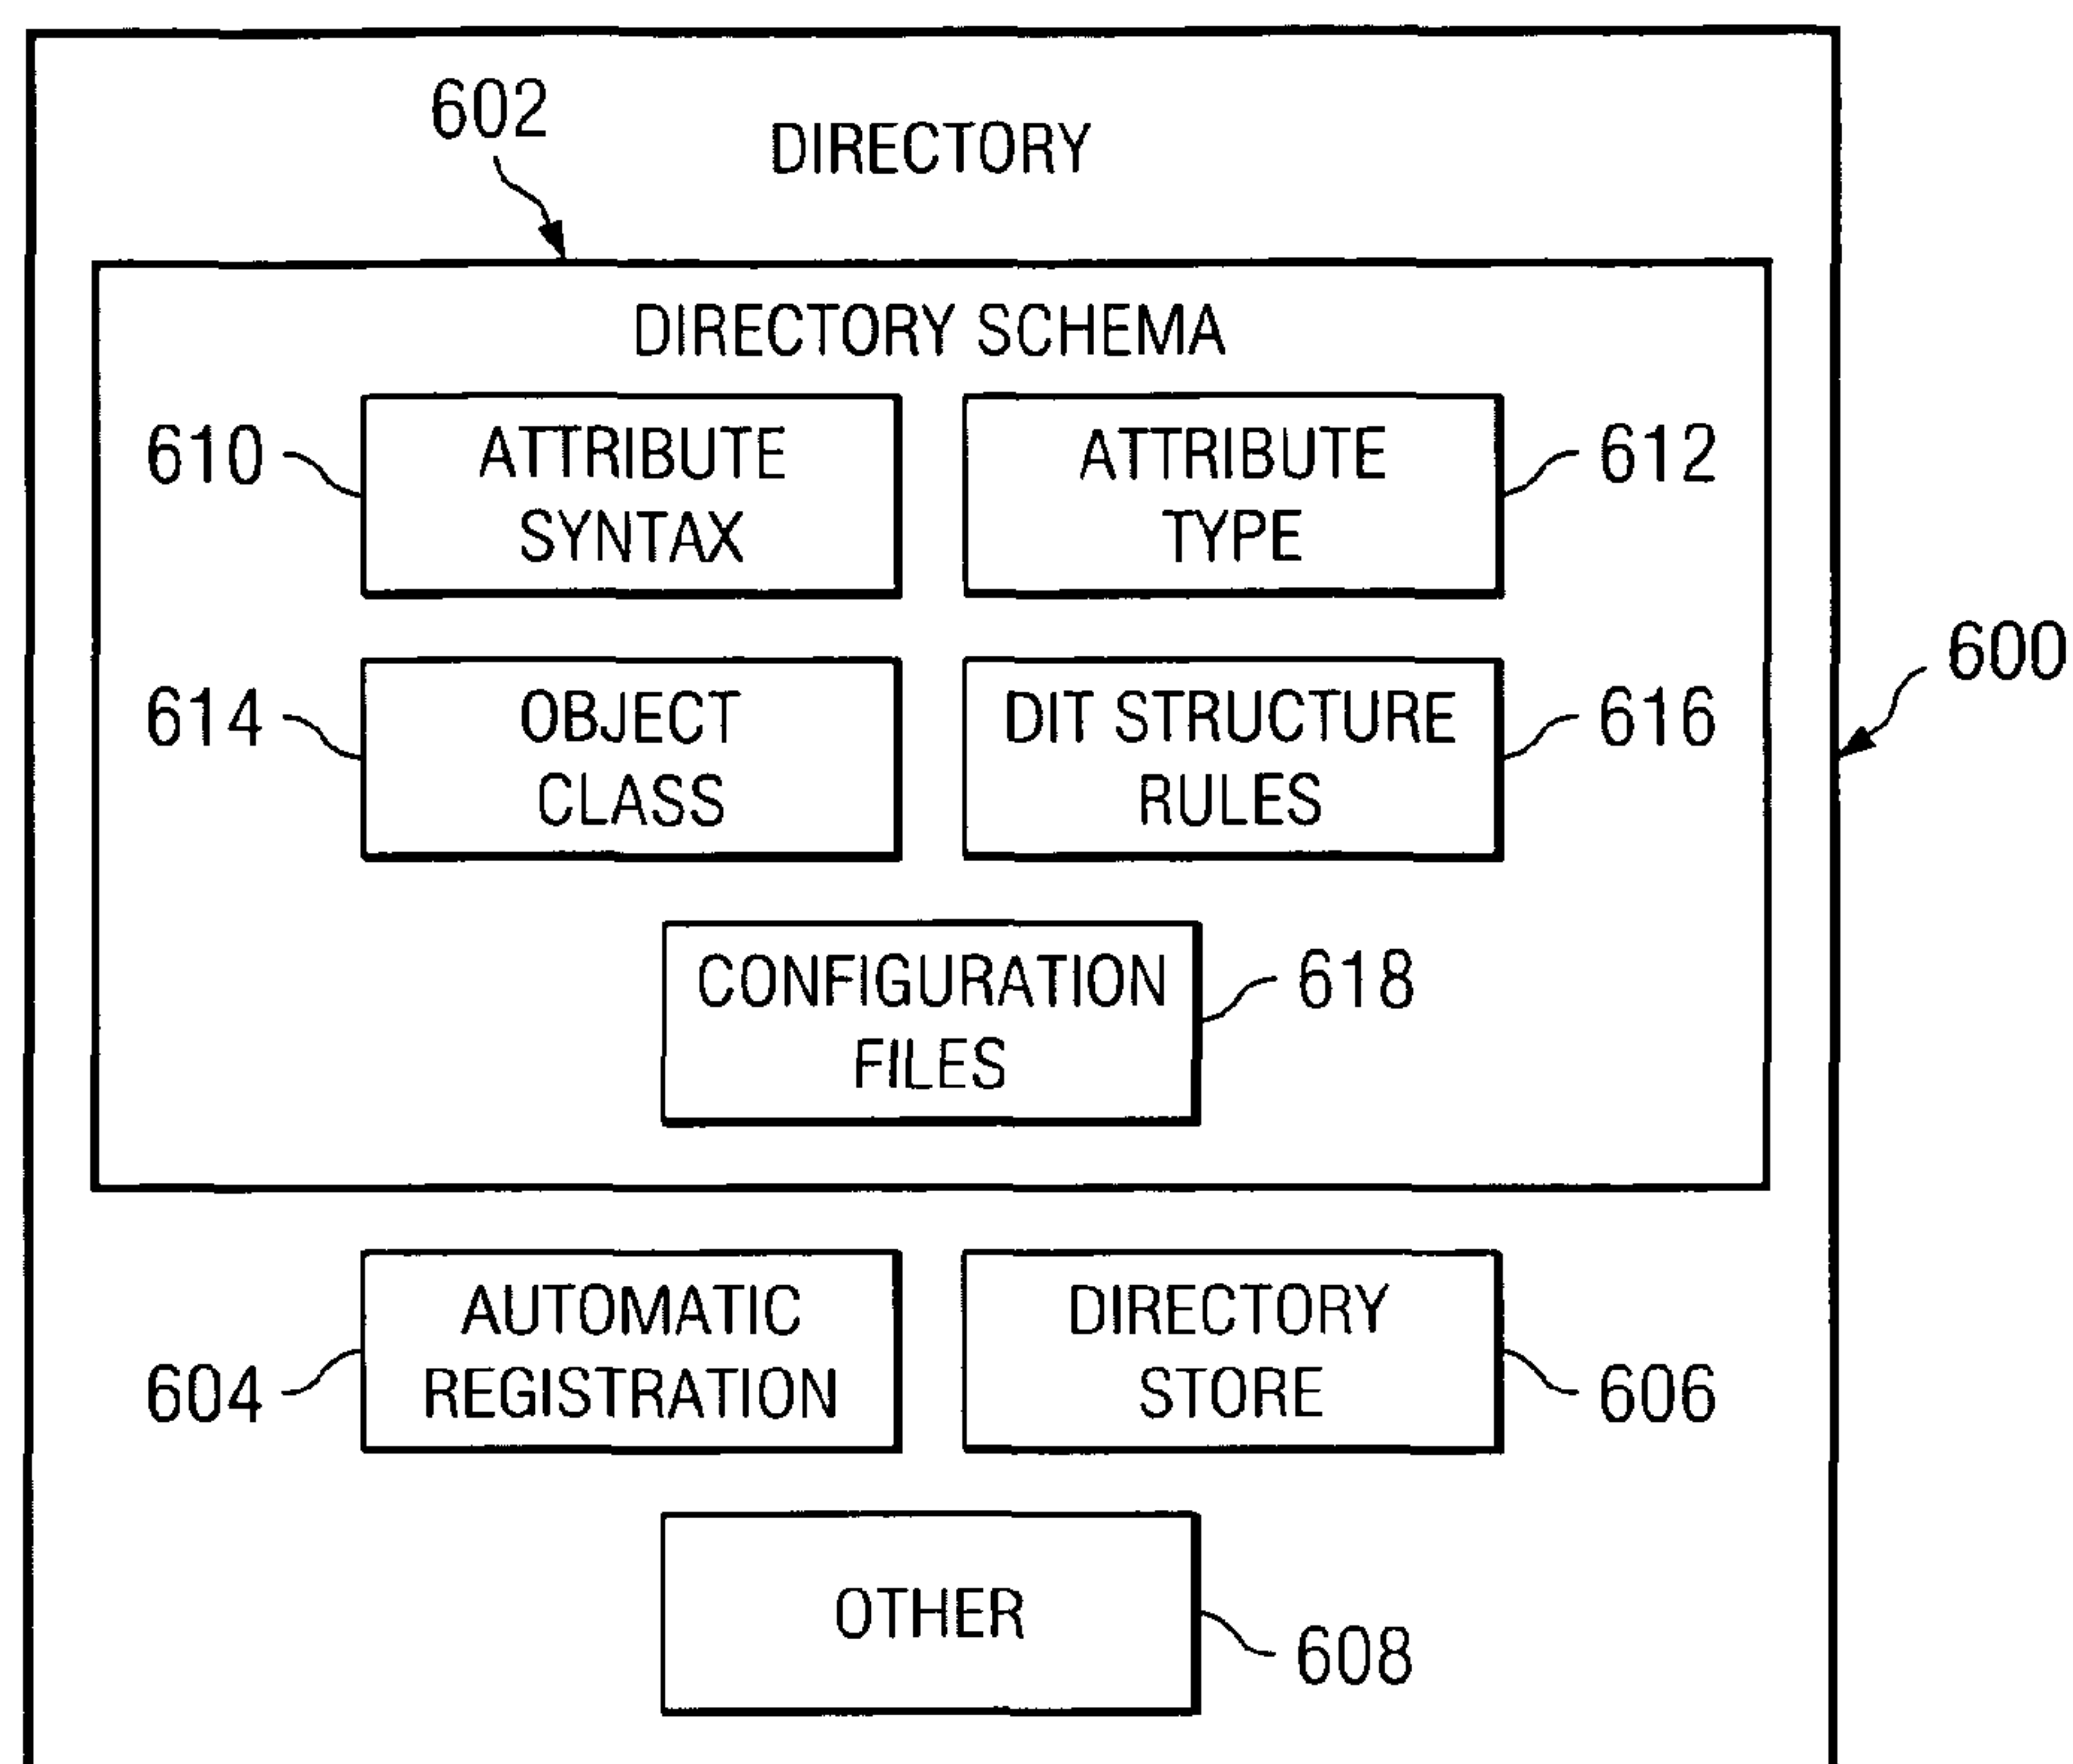 602
DIRECTORY
DIRECTORY SCHEMA
610
ATTRIBUTE
SYNTAX
ATTRIBUTE
TYPE
612
600
614
OBJECT
CLASS
DIT STRUCTURE
RULES
616
CONFIGURATION
FILES
618
604
AUTOMATIC
REGISTRATION
DIRECTORY
STORE
606
OTHER
608